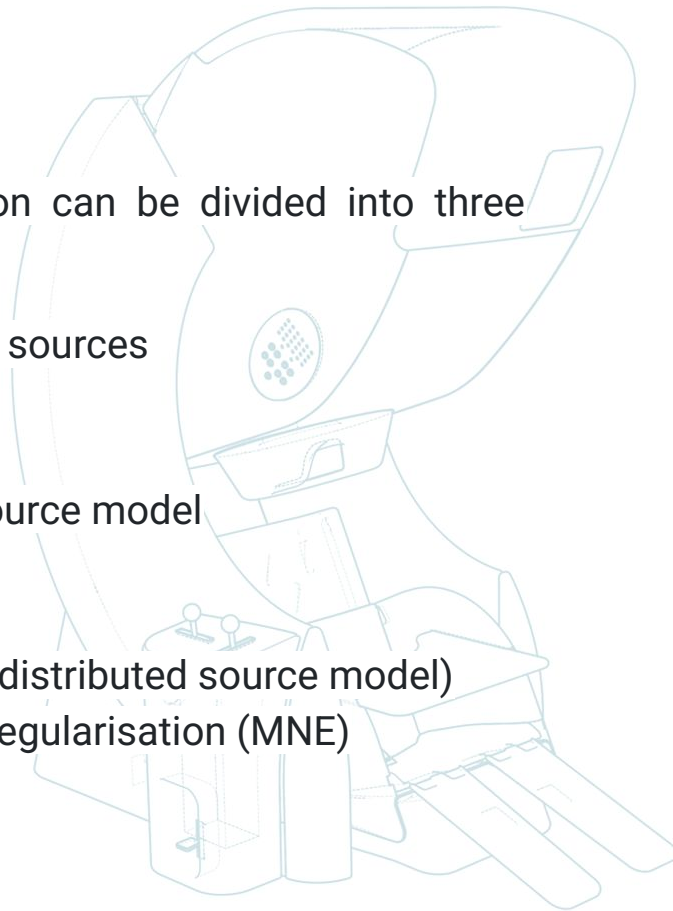 on can be divided into three
sources
ource model
distributed source model)
egularisation (MNE)